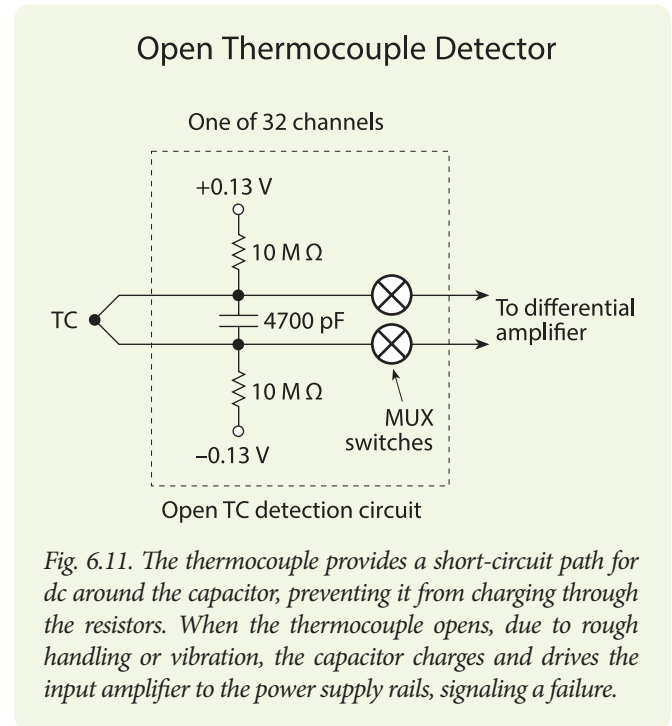 Open Thermocouple Detector
One of 32 channels
+0.13 V
10 MΩ
TC
4700 pF
To differential
amplifier
10 MΩ
MUX
switches
–0.13 V
Open TC detection circuit
Fig. 6.11. The thermocouple provides a short-circuit path for
dc around the capacitor, preventing it from charging through
the resistors. When the thermocouple opens, due to rough
handling or vibration, the capacitor charges and drives the
input amplifier to the power supply rails, signaling a failure.